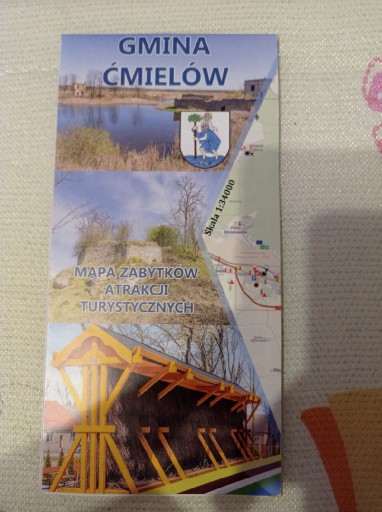 GMINA
ĆMIELÓW
Skala 1:34000
MAPA ZABYTKÓW
ATRAKCJI
TURYSTYCZNYCH